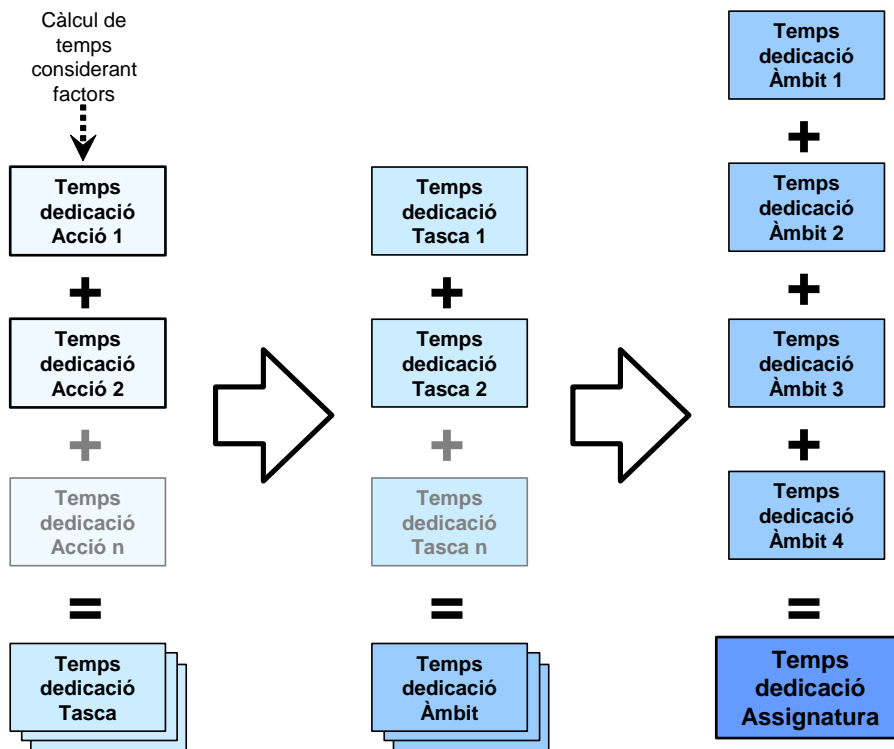 Càlcul de
temps
considerant
factors
Temps
dedicació
Acció 1
+
Temps
dedicació
Acció 2
+
Temps
dedicació
Acció n
=
Temps
dedicació
Tasca
Temps
dedicació
Tasca 1
+
Temps
dedicació
Tasca 2
+
Temps
dedicació
Tasca n
=
Temps
dedicació
Àmbit
Temps
dedicació
Àmbit 1
+
Temps
dedicació
Àmbit 2
+
Temps
dedicació
Àmbit 3
+
Temps
dedicació
Àmbit 4
=
Temps
dedicació
Assignatura